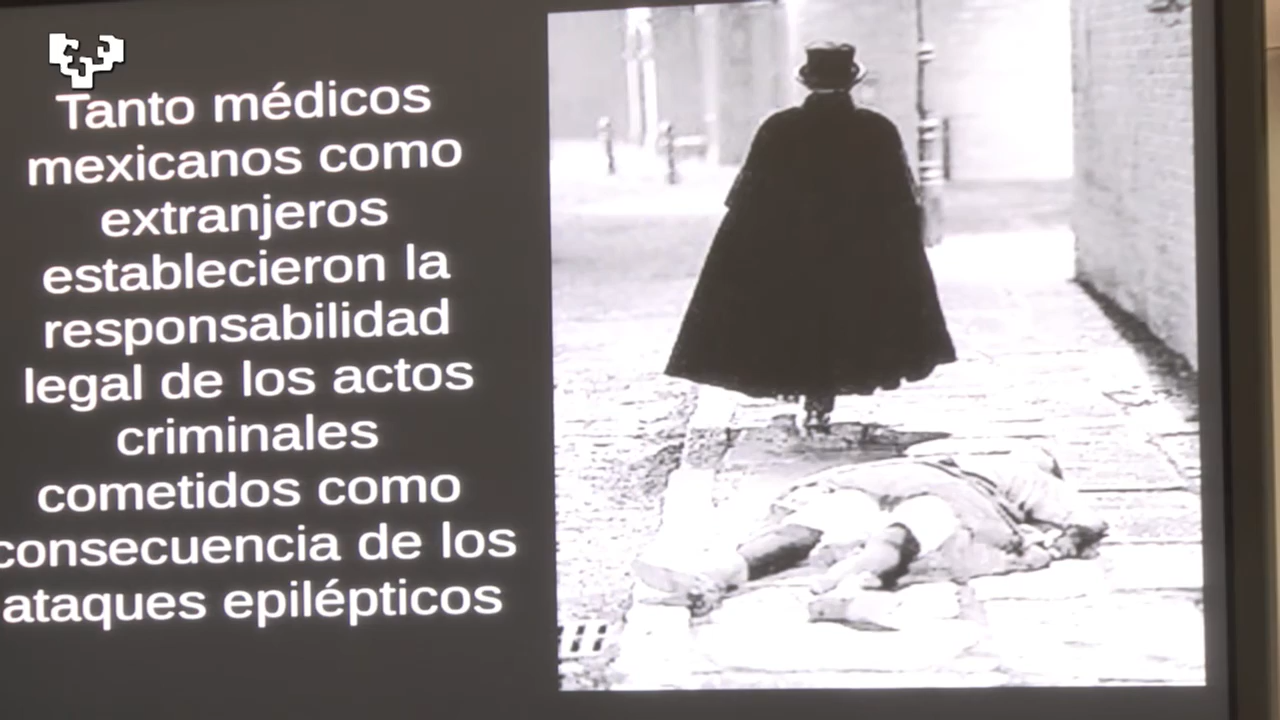 Tanto médicos
mexicanos como
extranjeros
establecieron la
responsabilidad
legal de los actos
criminales
cometidos como
consecuencia de los
ataques epilépticos